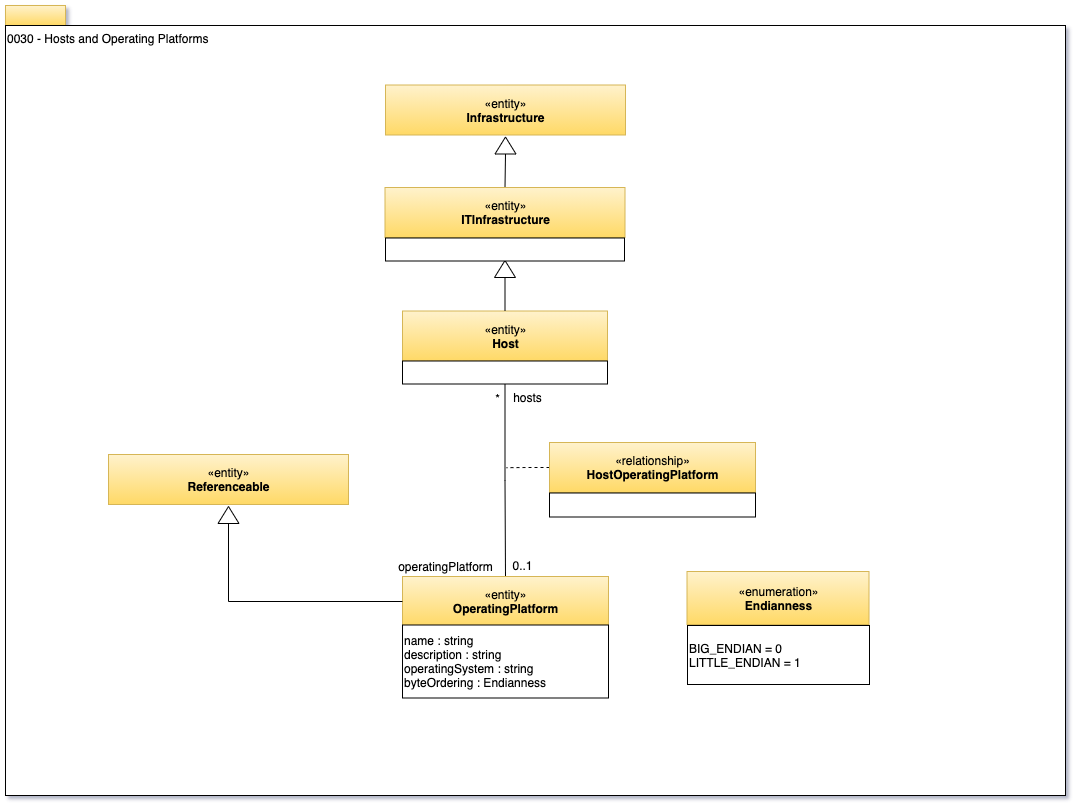 0030 - Hosts and Operating Platforms
«entity»
Infrastructure
«entity»
ITInfrastructure
«entity»
Host
* hosts
«relationship»
HostOperatingPlatform
«entity»
Referenceable
operatingPlatform 0..1
«entity»
OperatingPlatform
name : string
description : string
operatingSystem : string
byteOrdering : Endianness
«enumeration»
Endianness
BIG_ENDIAN = 0
LITTLE_ENDIAN = 1